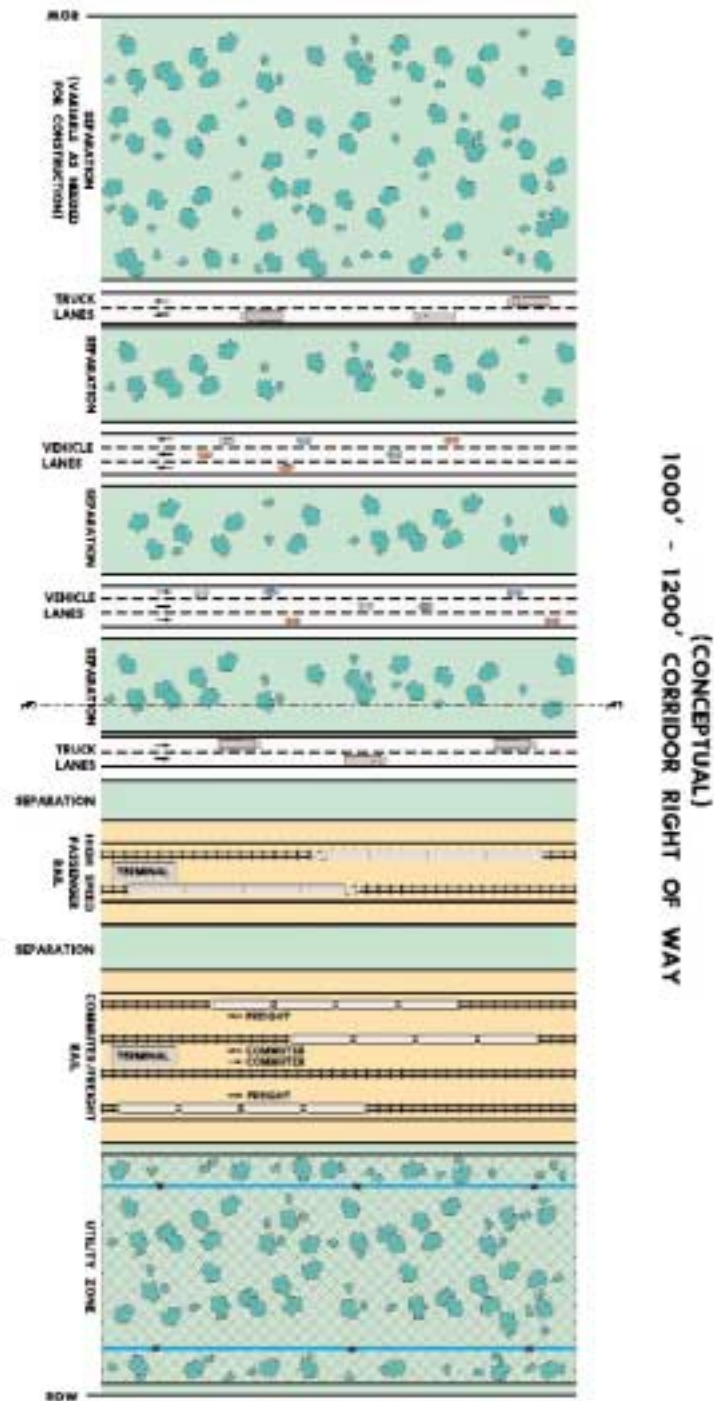 ROW
SEPARATION
(VARIABLE AS NEEDED
FOR CONSTRUCTION)
TRUCK
LANES
SEPARATION
VEHICLE
LANES
SEPARATION
VEHICLE
LANES
SEPARATION
TRUCK
LANES
SEPARATION
HIGH SPEED
PASSENGER
RAIL
TERMINAL
SEPARATION
COMMUTER/FREIGHT
RAIL
FREIGHT
TERMINAL
COMMUTER
COMMUTER
FREIGHT
UTILITY ZONE
ROW
(CONCEPTUAL)
1000' - 1200' CORRIDOR RIGHT OF WAY